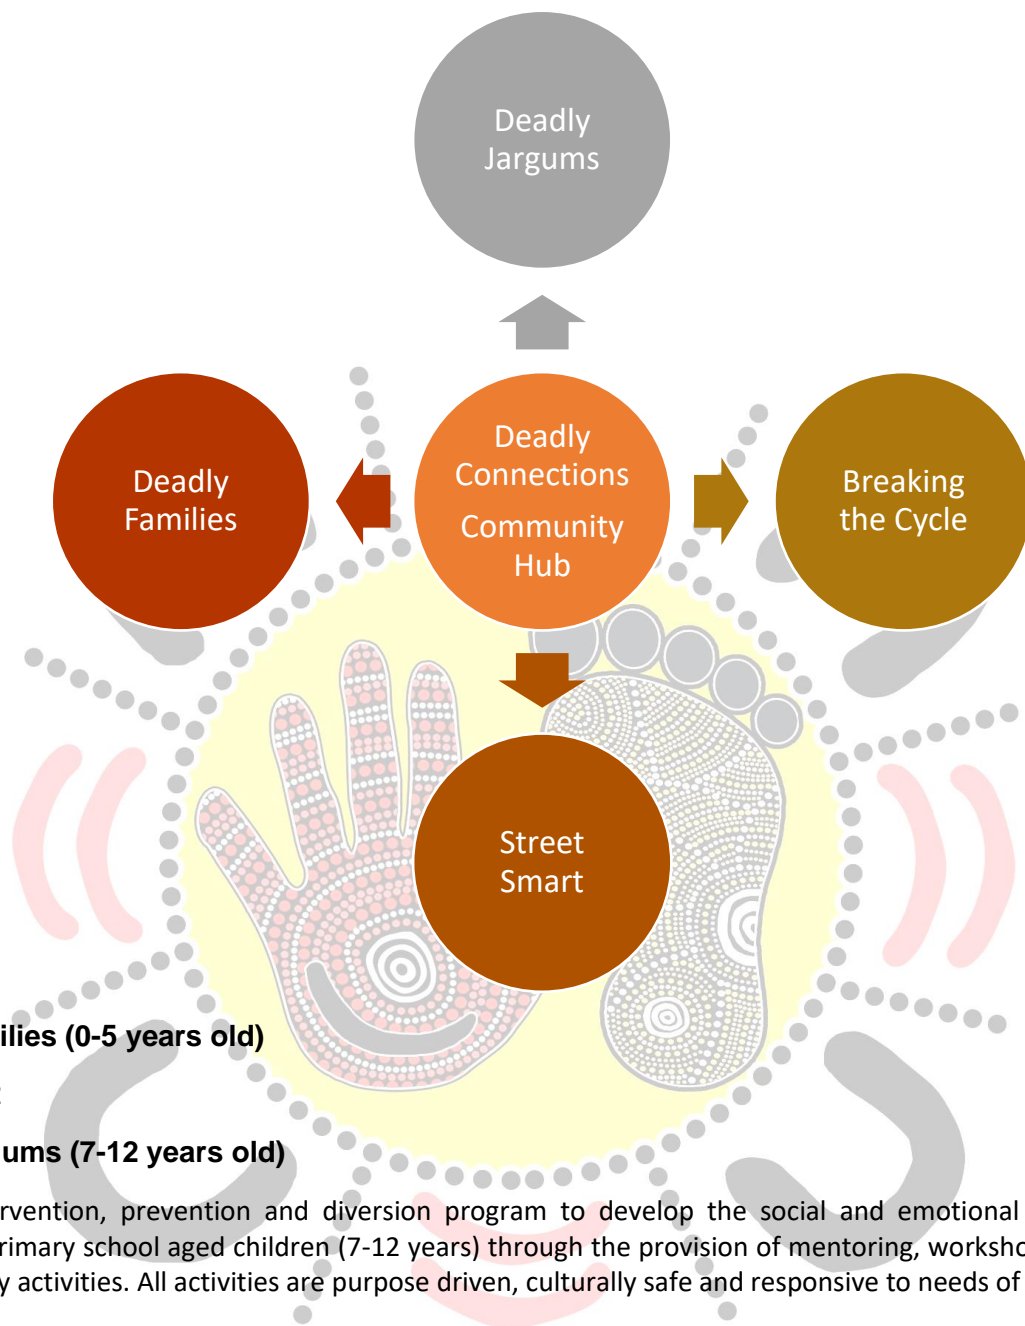 Deadly
Jargums
Deadly
Families
Deadly
Connections
Community
Hub
Breaking
the Cycle
Street
Smart
ilies (0-5 years old)
ums (7-12 years old)
rvention, prevention and diversion program to develop the social and emotional
rimary school aged children (7-12 years) through the provision of mentoring, worksho
y activities. All activities are purpose driven, culturally safe and responsive to needs of